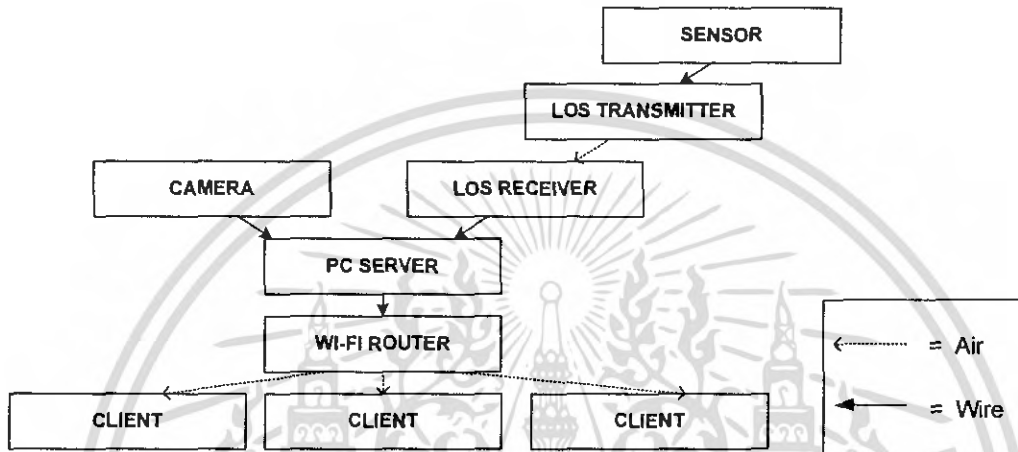 SENSOR
LOS TRANSMITTER
CAMERA
LOS RECEIVER
PC SERVER
WI-FI ROUTER
CLIENT
CLIENT
CLIENT
= Air
= Wire